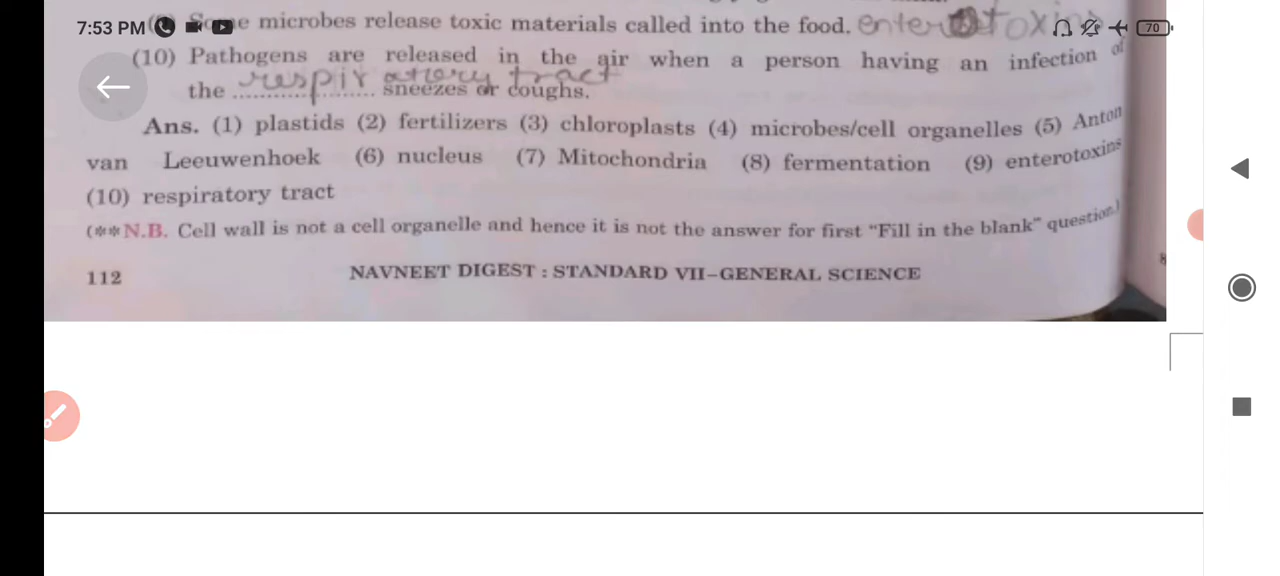 7:53 PM
70
Some microbes release toxic materials called into the food. enterotoxins
(10) Pathogens are released in the air when a person having an infection of
the .................... sneezes or coughs. respiratory tract
Ans. (1) plastids (2) fertilizers (3) chloroplasts (4) microbes/cell organelles (5) Anton
van Leeuwenhoek (6) nucleus (7) Mitochondria (8) fermentation (9) enterotoxins
(10) respiratory tract
(**N.B. Cell wall is not a cell organelle and hence it is not the answer for first "Fill in the blank" question.)
112 NAVNEET DIGEST : STANDARD VII–GENERAL SCIENCE
8